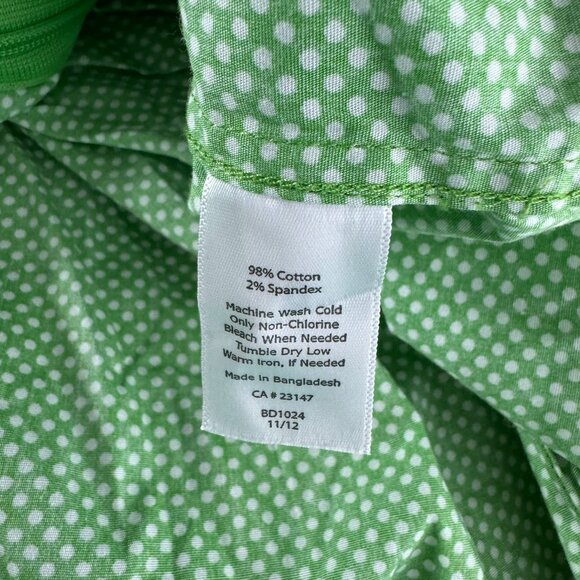 98% Cotton
2% Spandex
Machine Wash Cold
Only Non-Chlorine
Bleach When Needed
Tumble Dry Low
Warm Iron, If Needed
Made in Bangladesh
CA # 23147
BD1024
11/12